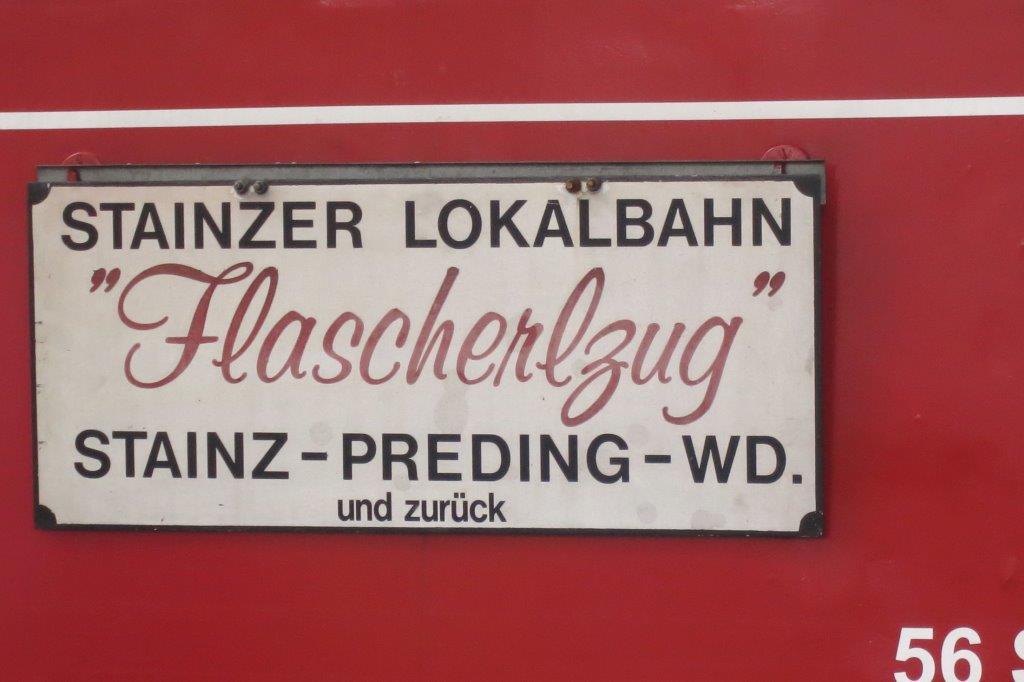 STAINZER LOKALBAHN
"Flascherlzug"
STAINZ - PREDING - WD.
und zurück
56